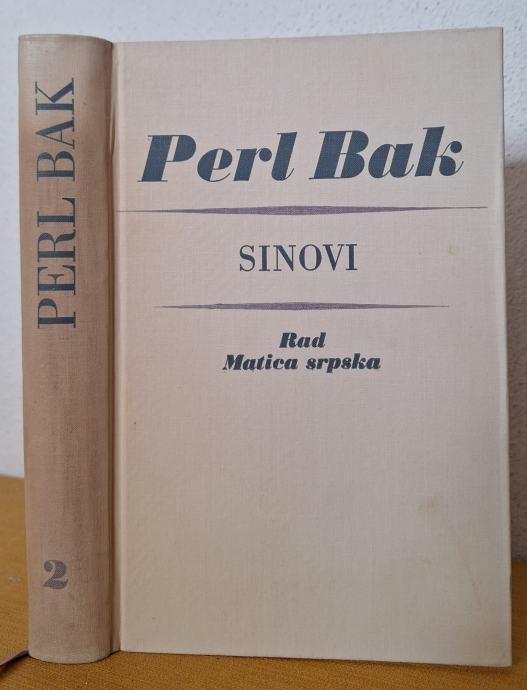 PERL BAK
2
Perl Bak
SINOVI
Rad
Matica srpska